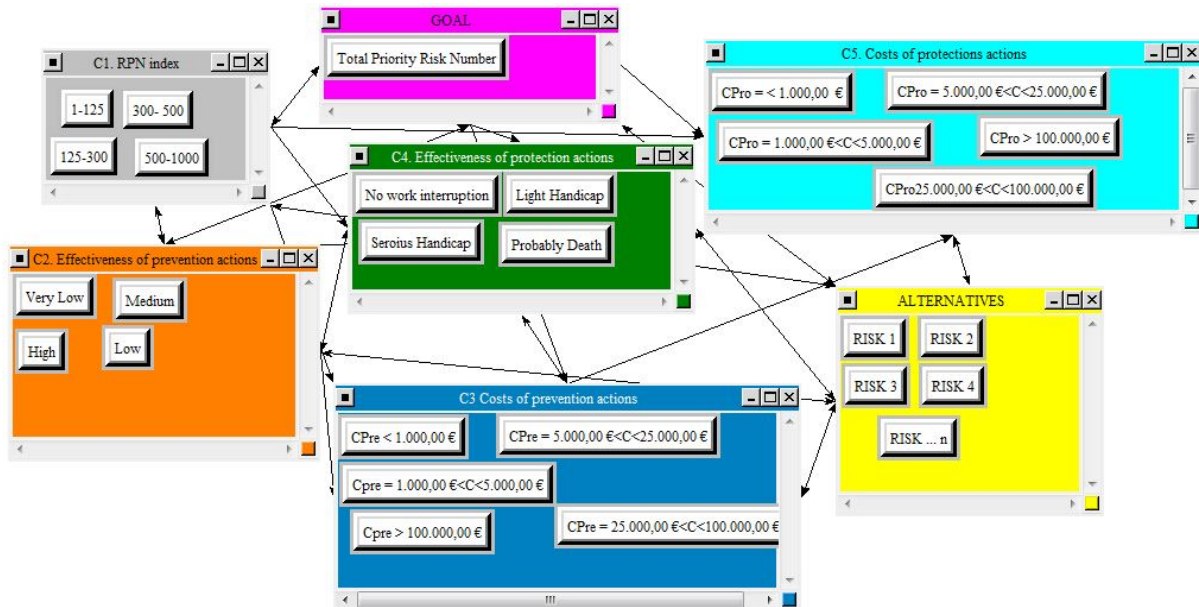 GOAL
Total Priority Risk Number
C1. RPN index
1-125
300- 500
125-300
500-1000
C5. Costs of protections actions
CPro = < 1.000,00 €
CPro = 5.000,00 €<C<25.000,00 €
CPro = 1.000,00 €<C<5.000,00 €
CPro > 100.000,00 €
CPro25.000,00 €<C<100.000,00 €
C4. Effectiveness of protection actions
No work interruption
Light Handicap
Seroius Handicap
Probably Death
C2. Effectiveness of prevention actions
Very Low
Medium
High
Low
ALTERNATIVES
RISK 1
RISK 2
RISK 3
RISK 4
RISK ... n
C3 Costs of prevention actions
CPre < 1.000,00 €
CPre = 5.000,00 €<C<25.000,00 €
Cpre = 1.000,00 €<C<5.000,00 €
Cpre > 100.000,00 €
CPre = 25.000,00 €<C<100.000,00 €